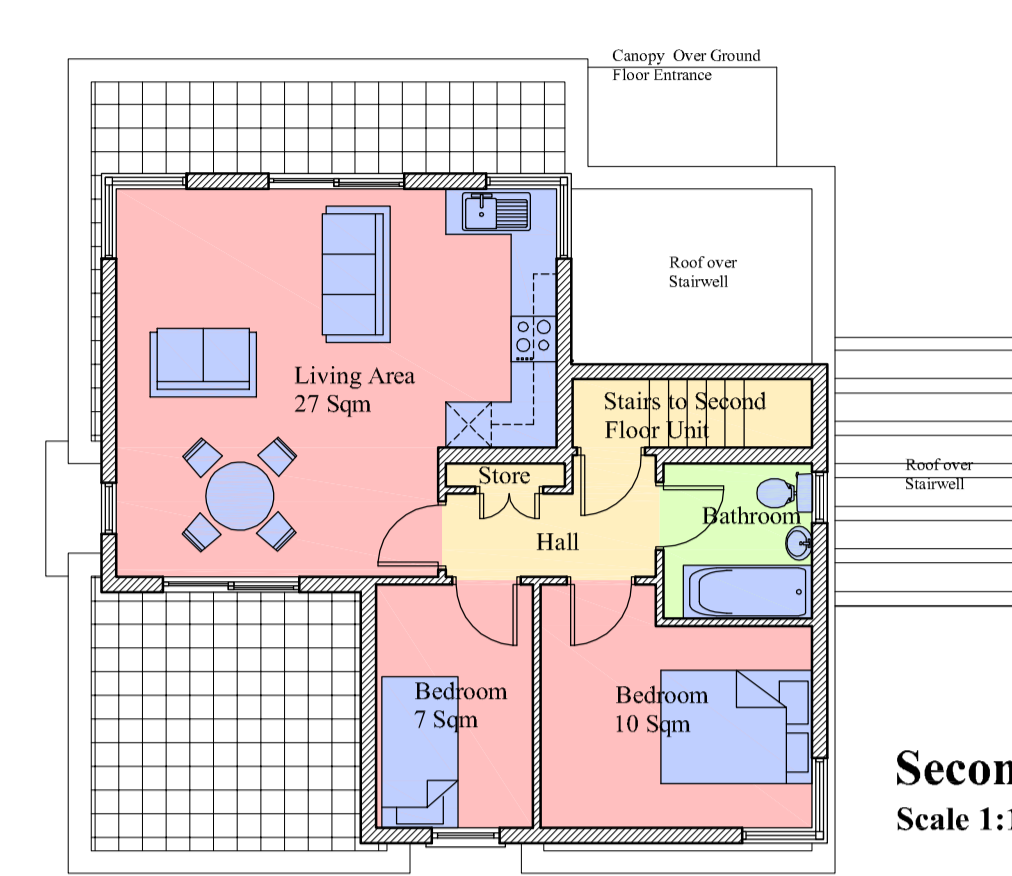 Canopy Over Ground
Floor Entrance
Roof over
Stairwell
Living Area
27 Sqm
Stairs to Second
Floor Unit
Store
Roof over
Stairwell
Bathroom
Hall
Bedroom
7 Sqm
Bedroom
10 Sqm
Scale